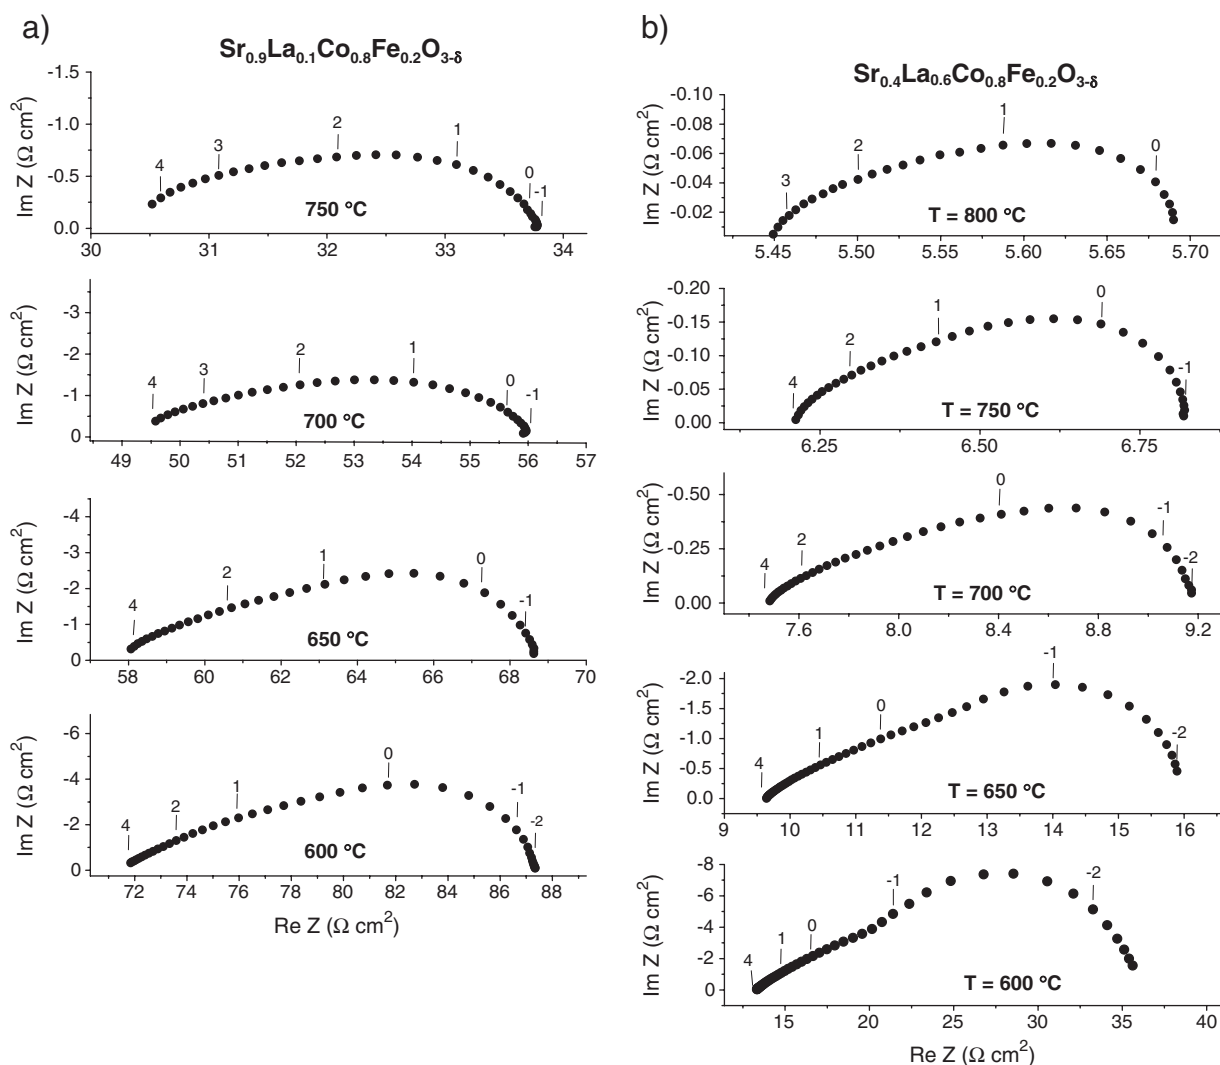 a)
Sr0.9La0.1Co0.8Fe0.2O3-δ
-1.5
-1.0
-0.5
0.0
Im Z (Ω cm2)
4
3
2
1
0
-1
750 ºC
30 31 32 33 34
-3
-2
-1
0
Im Z (Ω cm2)
4
3
2
1
0
-1
700 ºC
49 50 51 52 53 54 55 56 57
-4
-3
-2
-1
0
Im Z (Ω cm2)
4
2
1
0
-1
650 ºC
58 60 62 64 66 68 70
-6
-4
-2
0
Im Z (Ω cm2)
4
2
1
0
-1
-2
600 ºC
72 74 76 78 80 82 84 86 88
Re Z (Ω cm2)
b)
Sr0.4La0.6Co0.8Fe0.2O3-δ
-0.10
-0.08
-0.06
-0.04
-0.02
Im Z (Ω cm2)
3
2
1
0
T = 800 ºC
5.45 5.50 5.55 5.60 5.65 5.70
-0.20
-0.15
-0.10
-0.05
0.00
Im Z (Ω cm2)
4
2
1
0
-1
T = 750 ºC
6.25 6.50 6.75
-0.50
-0.25
0.00
Im Z (Ω cm2)
4
2
0
-1
-2
T = 700 ºC
7.6 8.0 8.4 8.8 9.2
-2.0
-1.5
-1.0
-0.5
0.0
Im Z (Ω cm2)
4
1
0
-1
-2
T = 650 ºC
9 10 11 12 13 14 15 16
-8
-6
-4
-2
0
Im Z (Ω cm2)
4
1
0
-1
-2
T = 600 ºC
15 20 25 30 35 40
Re Z (Ω cm2)